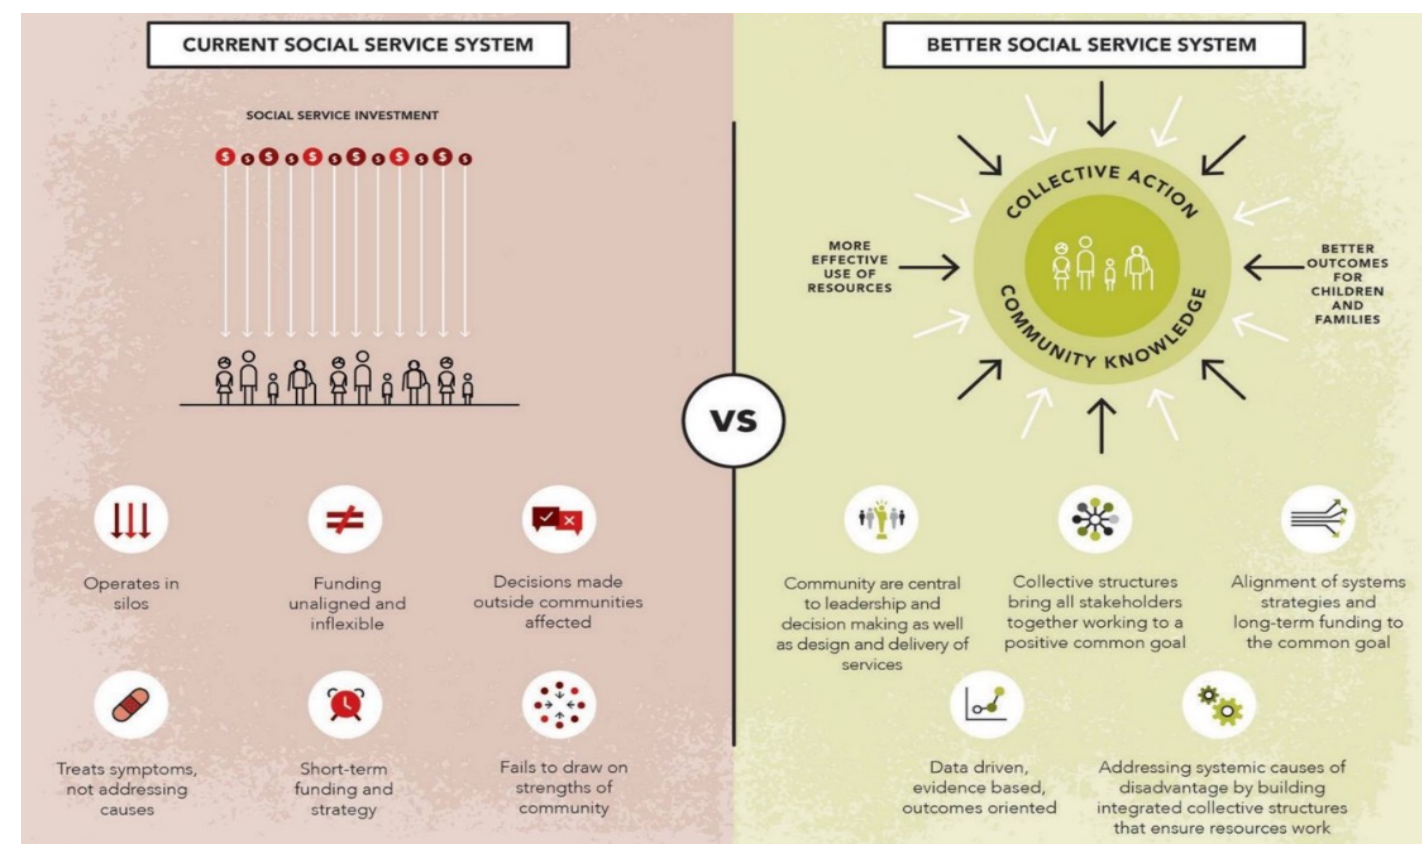 CURRENT SOCIAL SERVICE SYSTEM
SOCIAL SERVICE INVESTMENT
$ $ $ $ $ $ $ $ $ $ $ $
Operates in
silos
Funding
unaligned and
inflexible
Decisions made
outside communities
affected
Treats symptoms,
not addressing
causes
Short-term
funding and
strategy
Fails to draw on
strengths of
community
VS
BETTER SOCIAL SERVICE SYSTEM
COLLECTIVE ACTION
COMMUNITY KNOWLEDGE
MORE
EFFECTIVE
USE OF
RESOURCES
BETTER
OUTCOMES
FOR
CHILDREN
AND
FAMILIES
Community are central
to leadership and
decision making as well
as design and delivery of
services
Collective structures
bring all stakeholders
together working to a
positive common goal
Alignment of systems
strategies and
long-term funding to
the common goal
Data driven,
evidence based,
outcomes oriented
Addressing systemic causes of
disadvantage by building
integrated collective structures
that ensure resources work